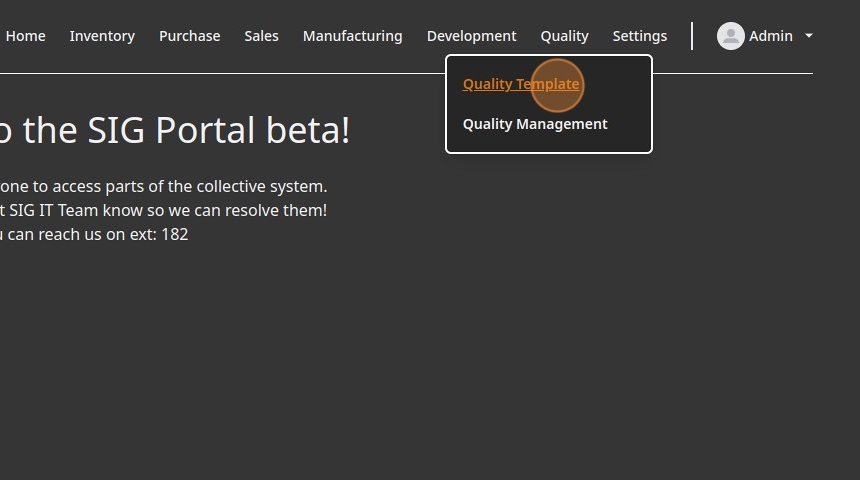 Home Inventory Purchase Sales Manufacturing Development Quality Settings Admin
Quality Template
Quality Management
o the SIG Portal beta!
one to access parts of the collective system.
t SIG IT Team know so we can resolve them!
u can reach us on ext: 182